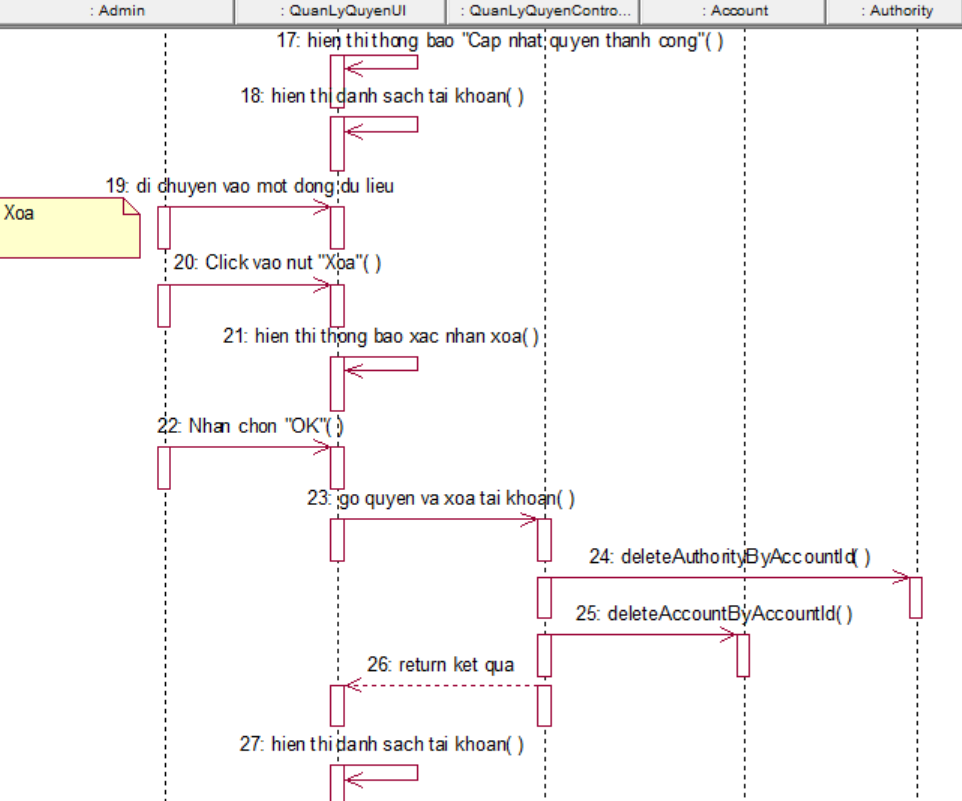 : Admin
: QuanLyQuyenUI
: QuanLyQuyenContro...
: Account
: Authority
17: hien thi thong bao "Cap nhat quyen thanh cong"( )
18: hien thi danh sach tai khoan( )
19: di chuyen vao mot dong du lieu
Xoa
20: Click vao nut "Xoa"( )
21: hien thi thong bao xac nhan xoa( )
22: Nhan chon "OK"( )
23: go quyen va xoa tai khoan( )
24: deleteAuthorityByAccountId( )
25: deleteAccountByAccountId( )
26: return ket qua
27: hien thi danh sach tai khoan( )